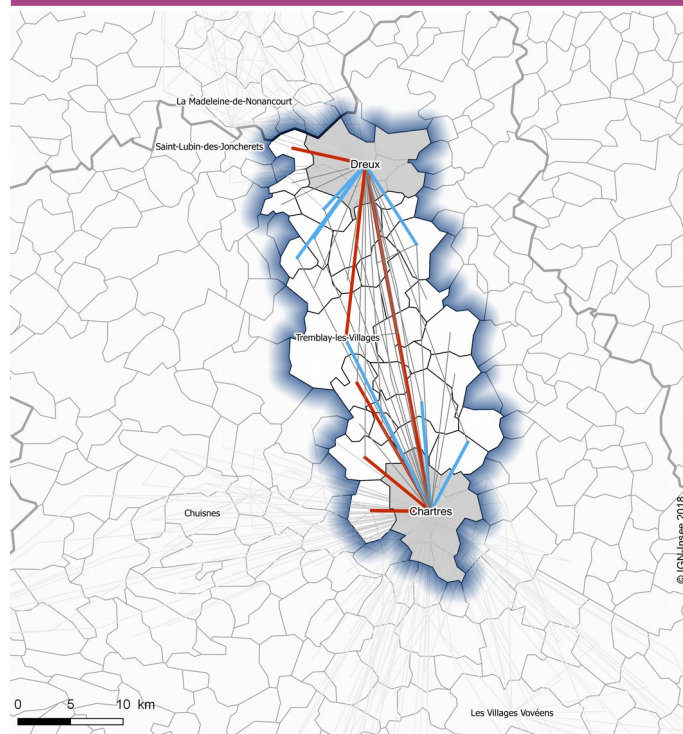 La Madeleine-de-Nonancourt
Saint-Lubin-des-Joncherets
Dreux
Tremblay-les-Villages
Chuisnes
Chartres
© IGN-Insee 2018
0 5 10 km
Les Villages Vovéens